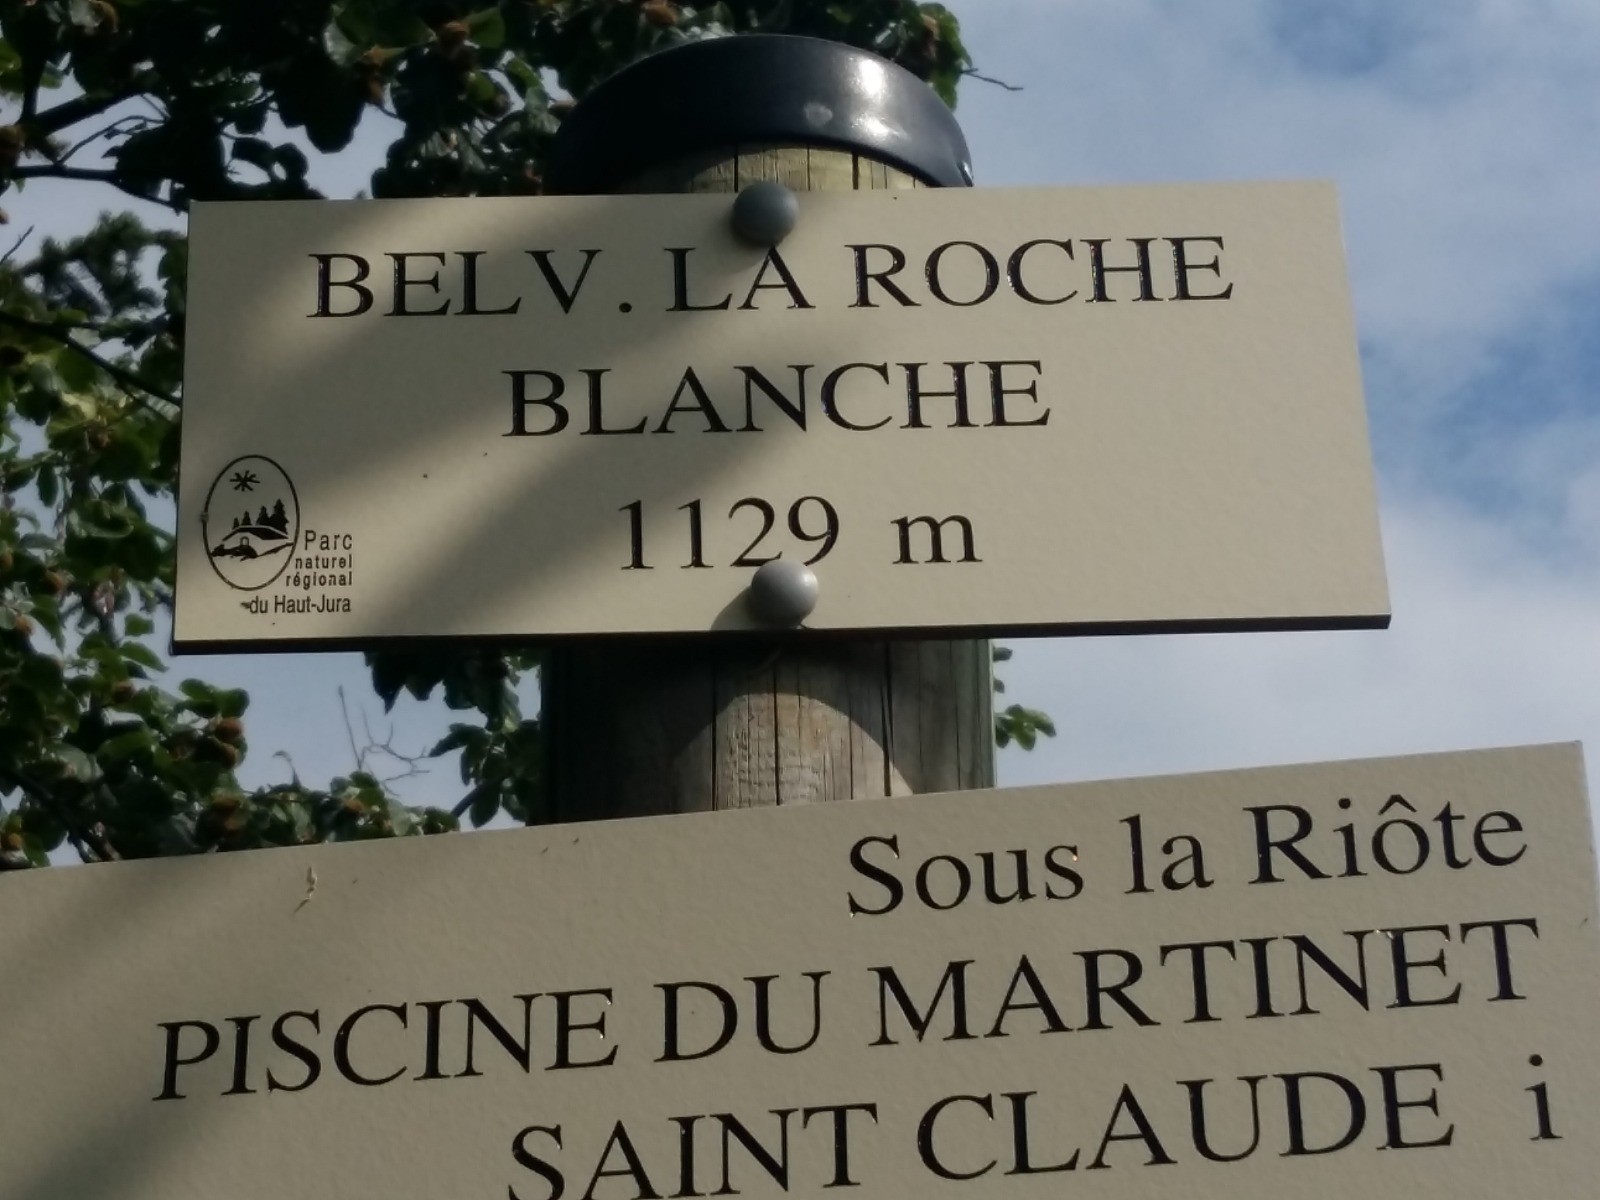 BELV. LA ROCHE
BLANCHE
1129 m
Parc
naturel
régional
du Haut-Jura
Sous la Riôte
PISCINE DU MARTINET
SAINT CLAUDE i